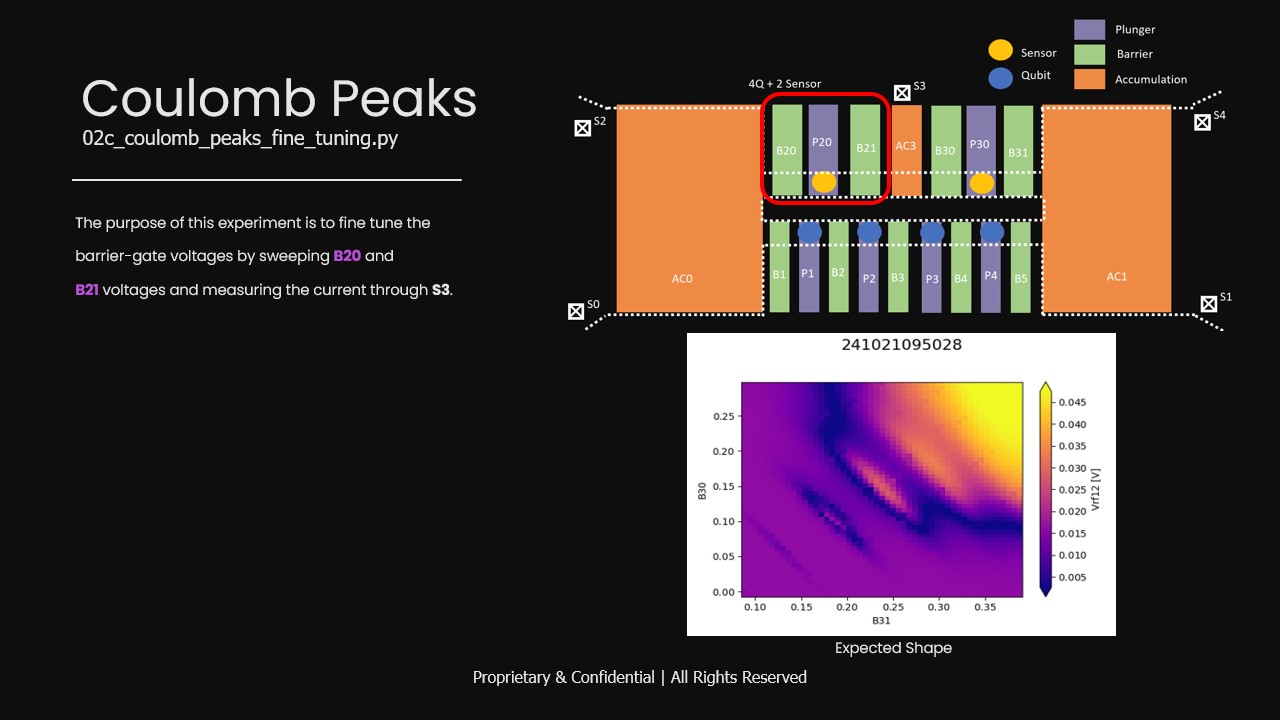 Coulomb Peaks
02c_coulomb_peaks_fine_tuning.py
The purpose of this experiment is to fine tune the
barrier-gate voltages by sweeping B20 and
B21 voltages and measuring the current through S3.
Sensor
Qubit
Plunger
Barrier
Accumulation
4Q + 2 Sensor
S3
S2
S4
B20
P20
B21
AC3
B30
P30
B31
AC0
B1
P1
B2
P2
B3
P3
B4
P4
B5
AC1
S0
S1
241021095028
B30
0.25
0.20
0.15
0.10
0.05
0.00
0.10 0.15 0.20 0.25 0.30 0.35
B31
0.045
0.040
0.035
0.030
0.025
0.020
0.015
0.010
0.005
Vrf12 [V]
Expected Shape
Proprietary & Confidential | All Rights Reserved